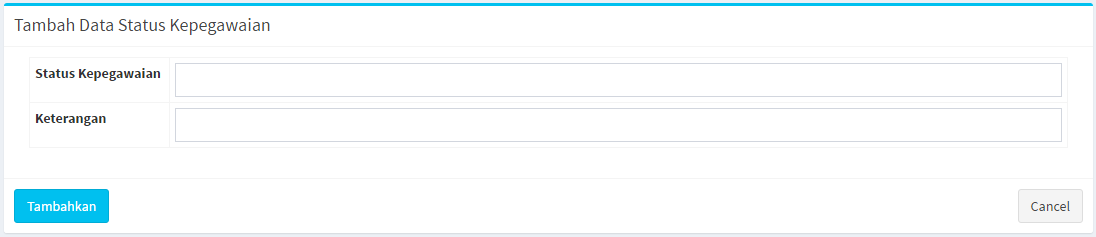 Tambah Data Status Kepegawaian
Status Kepegawaian
Keterangan
Tambahkan
Cancel